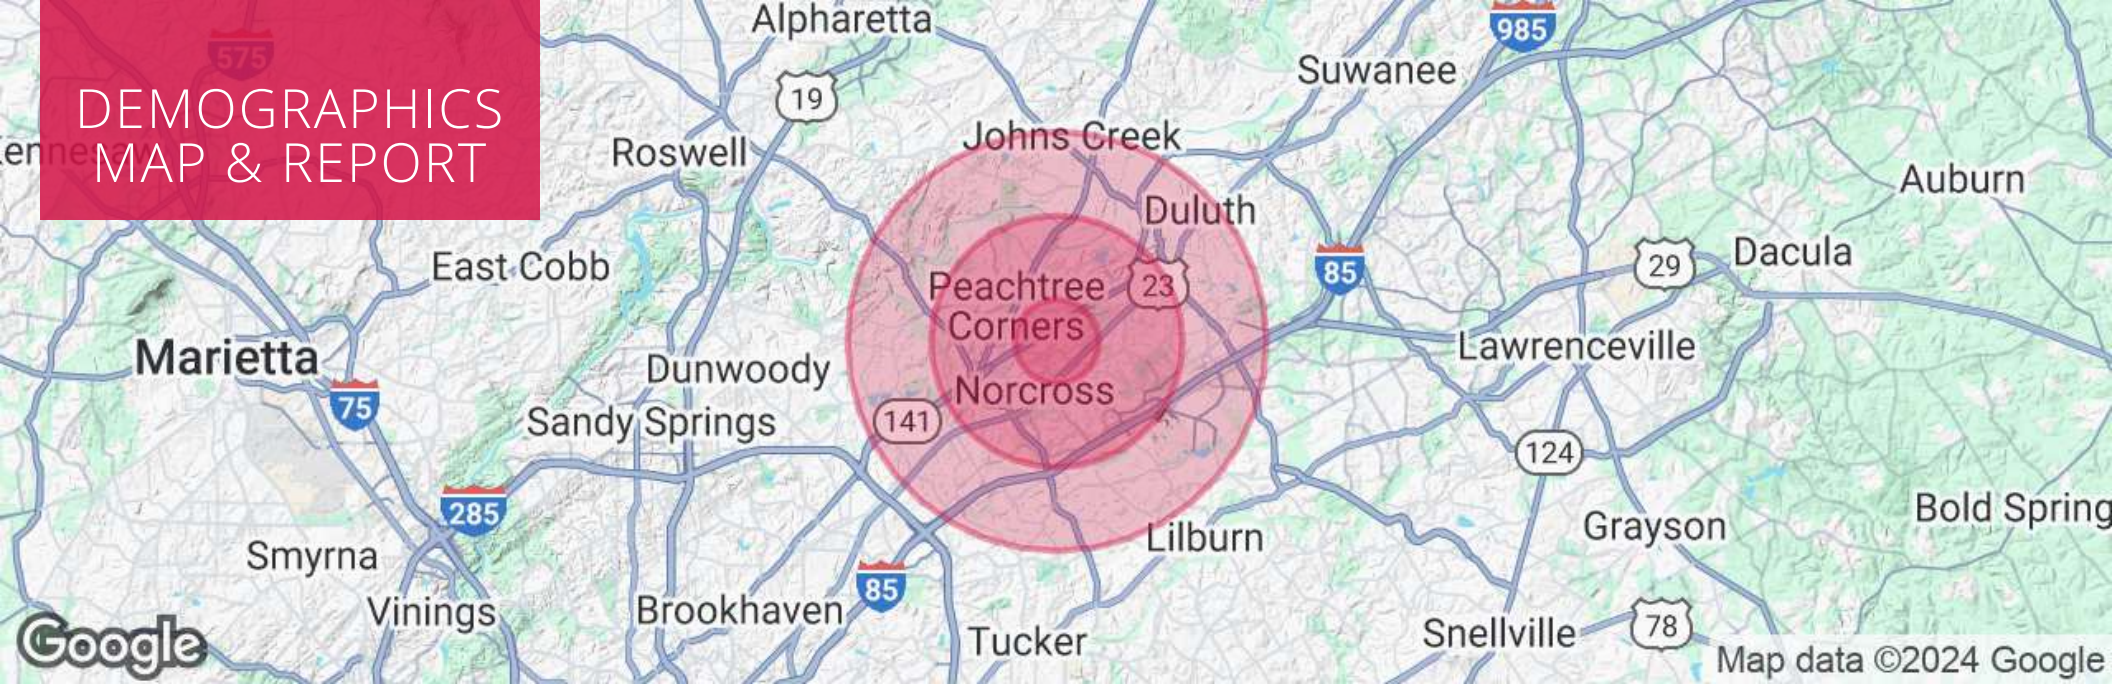 DEMOGRAPHICS
MAP & REPORT
575
Kennesaw
Alpharetta
19
985
Suwanee
Roswell
Johns Creek
Auburn
Duluth
East Cobb
Peachtree
Corners
23
85
29
Dacula
Marietta
Norcross
Lawrenceville
Dunwoody
75
Sandy Springs
141
124
285
Bold Spring
Smyrna
Lilburn
Grayson
85
Vinings
Brookhaven
Tucker
Snellville
78
Google
Map data ©2024 Google